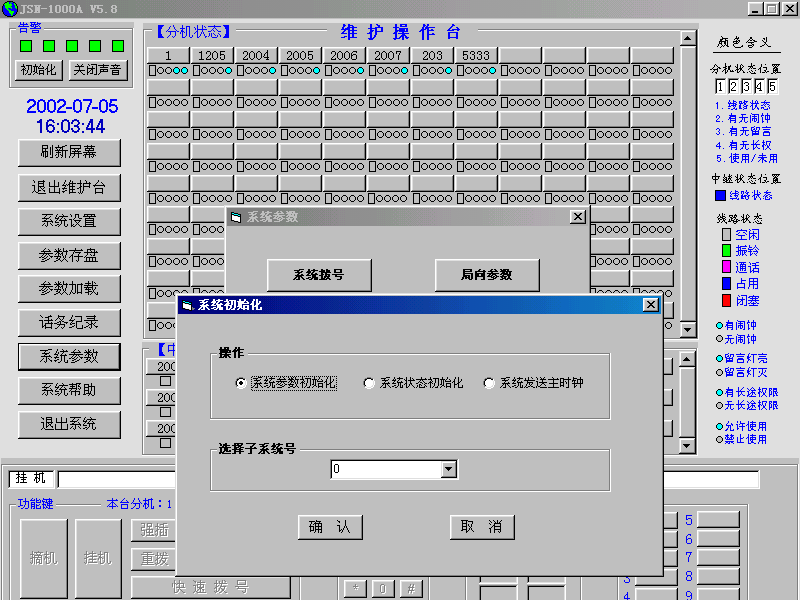 JSN-1000A V5.8
告警
初始化 关闭声音
2002-07-05
16:03:44
刷新屏幕
退出维护台
系统设置
参数存盘
参数加载
话务纪录
系统参数
系统帮助
退出系统
【分机状态】 维护操作台
1 1205 2004 2005 2006 2007 203 5333
系统参数
系统拨号 局向参数
系统初始化
操作
系统参数初始化 系统状态初始化 系统发送主时钟
选择子系统号
0
确 认 取 消
【中
200
200
200
颜色含义
分机状态位置
1 2 3 4 5
1. 线路状态
2. 有无闹钟
3. 有无留言
4. 有无长权
5. 使用/未用
中继状态位置
线路状态
线路状态
空闲
振铃
通话
占用
闭塞
有闹钟
无闹钟
留言灯亮
留言灯灭
有长途权限
无长途权限
允许使用
禁止使用
挂 机
功能键 本台分机：1
摘机 挂机 强插
重拨
快速拨号
* 0 #
5
6
7
3 8
4 9